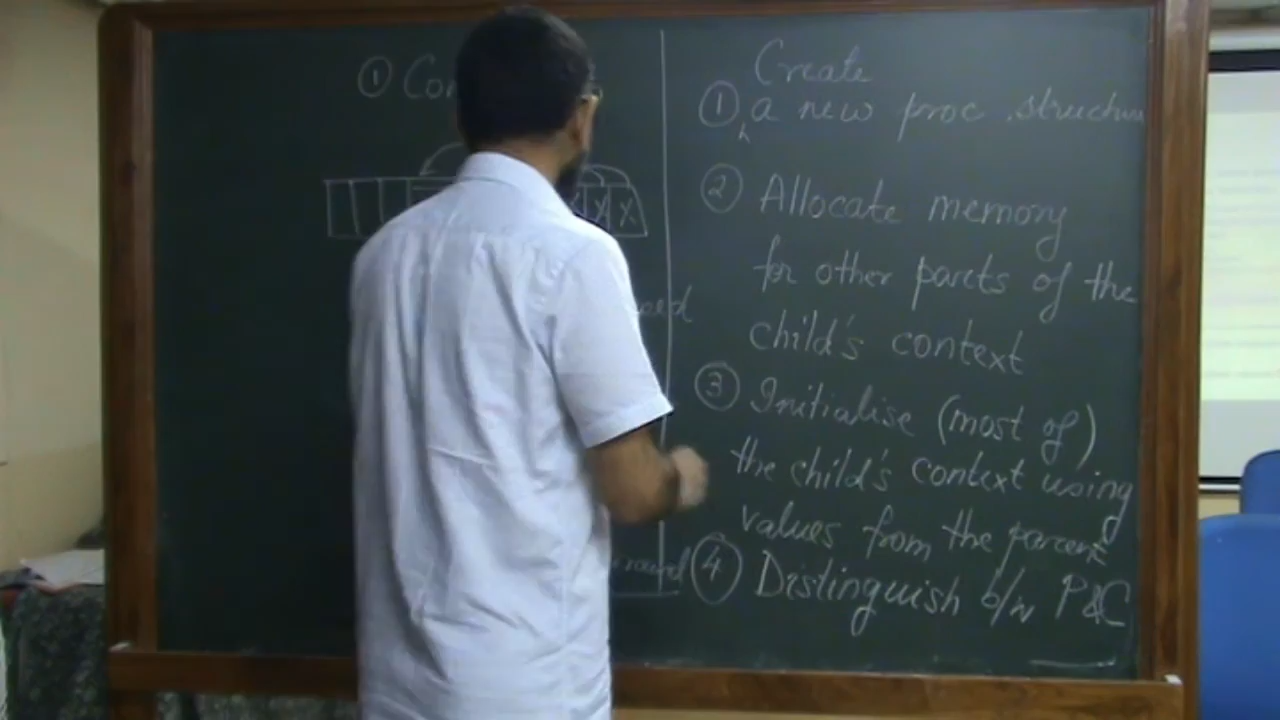 ①
Create
① a new proc. structure
② Allocate memory
for other parts of the
child's context
③ Initialise (most of)
the child's context using
values from the parent
④ Distinguish b/w P&C